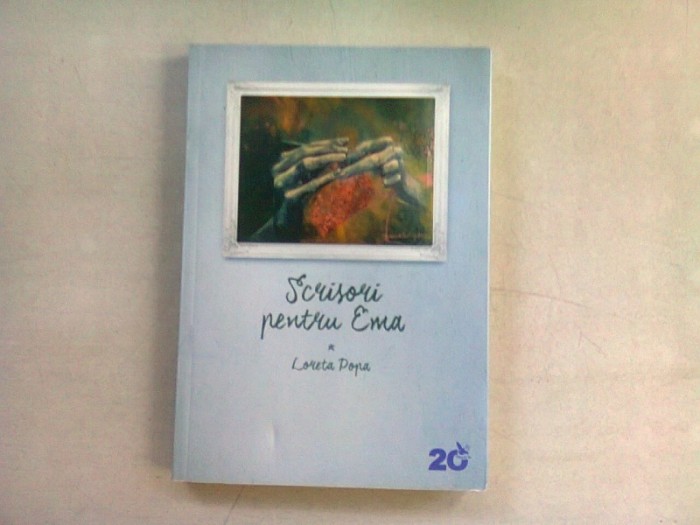 Scrisori
pentru Ema
*
Loreta Popa
20